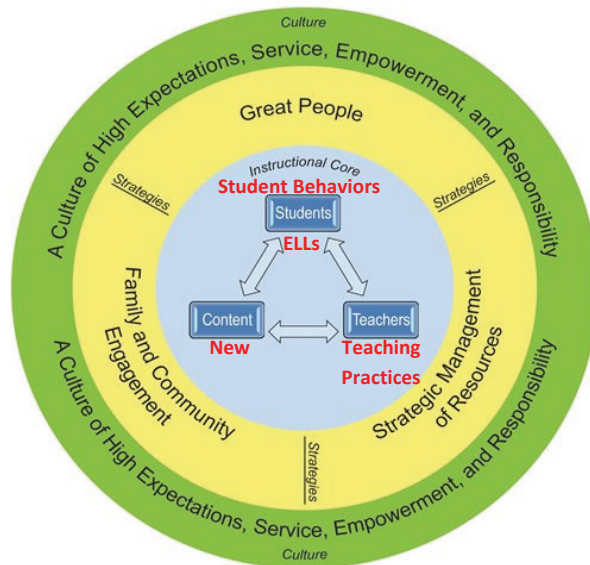 Culture
A Culture of High Expectations, Service, Empowerment, and Responsibility
Great People
Instructional Core
Student Behaviors
Strategies
Strategies
Students
ELLs
Content
Teachers
New
Teaching
Practices
Family and Community
Engagement
Strategic Management
of Resources
Strategies
A Culture of High Expectations, Service, Empowerment, and Responsibility
Culture